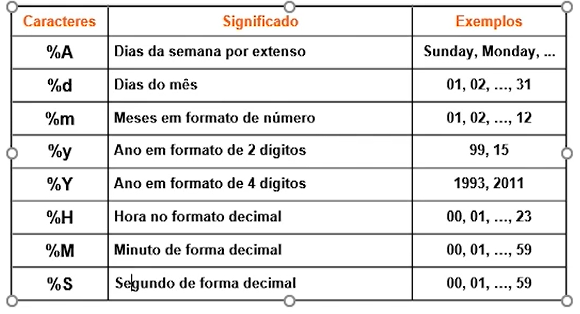 Caracteres Significado Exemplos
%A Dias da semana por extenso Sunday, Monday, ...
%d Dias do mês 01, 02, ..., 31
%m Meses em formato de número 01, 02, ..., 12
%y Ano em formato de 2 dígitos 99, 15
%Y Ano em formato de 4 dígitos 1993, 2011
%H Hora no formato decimal 00, 01, ..., 23
%M Minuto de forma decimal 00, 01, ..., 59
%S Segundo de forma decimal 00, 01, ..., 59